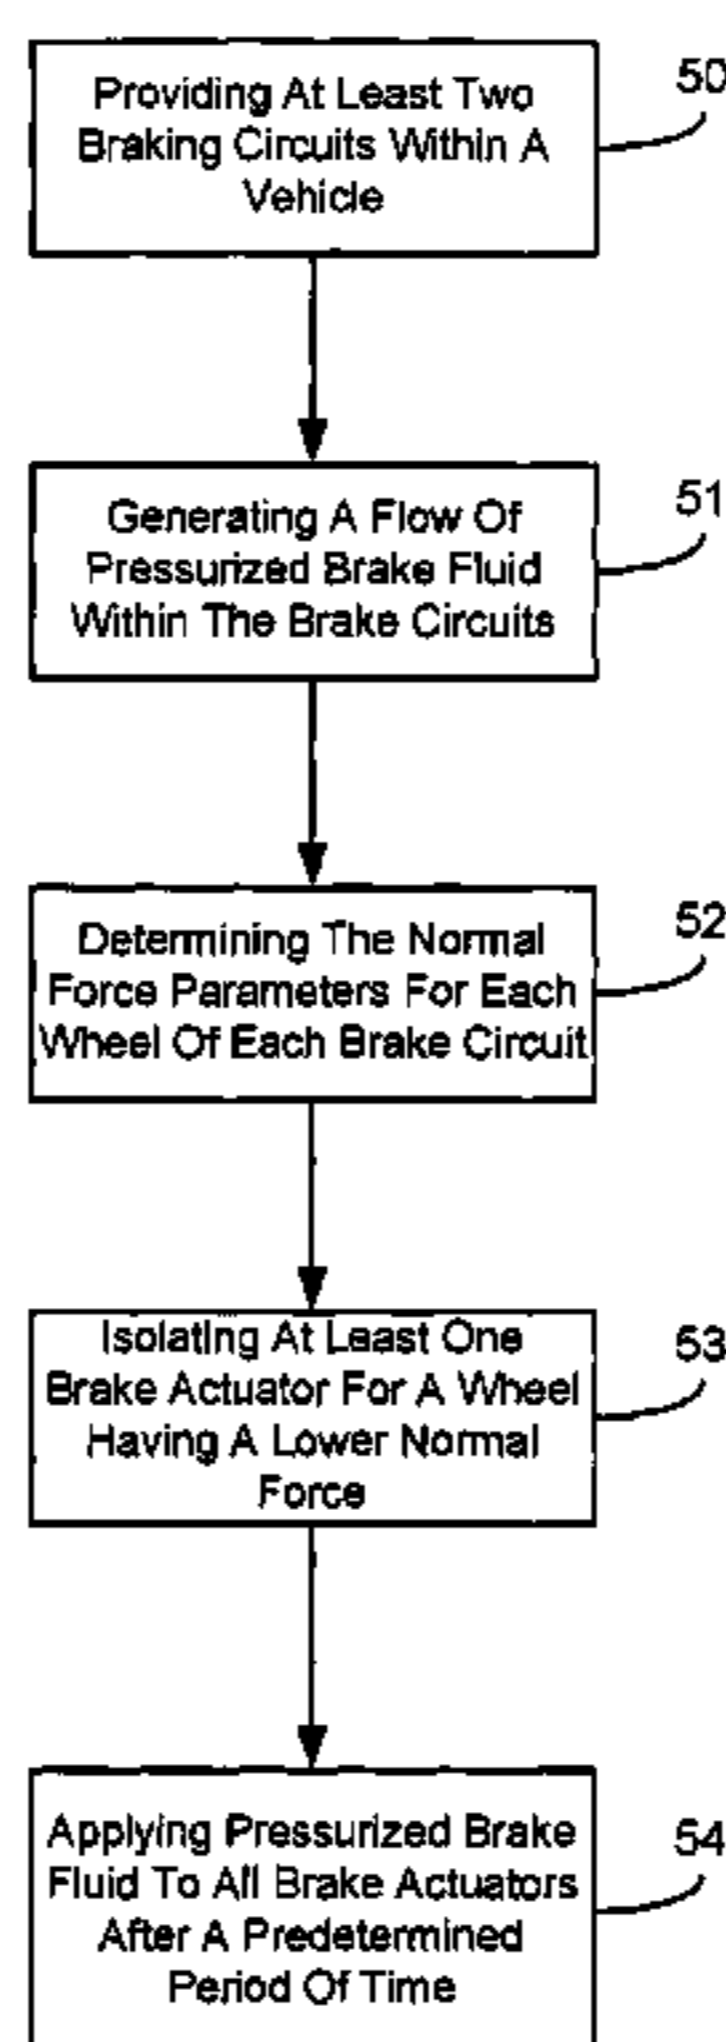 Providing At Least Two
Braking Circuits Within A
Vehicle
50
Generating A Flow Of
Pressurized Brake Fluid
Within The Brake Circuits
51
Determining The Normal
Force Parameters For Each
Wheel Of Each Brake Circuit
52
Isolating At Least One
Brake Actuator For A Wheel
Having A Lower Normal
Force
53
Applying Pressurized Brake
Fluid To All Brake Actuators
After A Predetermined
Period Of Time
54